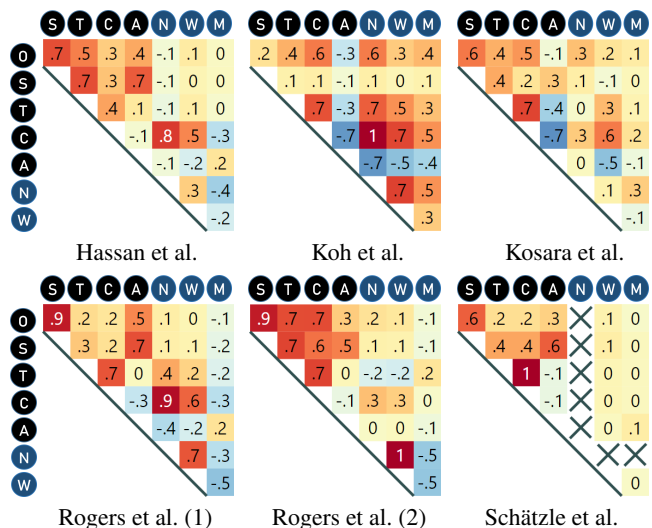 S T C A N W M S T C A N W M S T C A N W M
O .7 .5 .3 .4 -.1 .1 0 .2 .4 .6 -.3 .6 .3 .4 .6 .4 .5 -.1 .3 .2 .1
S .7 .3 .7 -.1 0 0 .1 .1 -.1 .1 0 .1 .4 .2 .3 .1 -.1 0
T .4 .1 -.1 .1 0 .7 -.3 .7 .5 .3 .7 -.4 0 .3 .1
C -.1 .8 .5 -.3 -.7 1 .7 .5 -.7 .3 .6 .2
A -.1 -.2 .2 -.7 -.5 -.4 0 -.5 -.1
N .3 -.4 .7 .5 .1 .3
W -.2 .3 -.1
Hassan et al. Koh et al. Kosara et al.
S T C A N W M S T C A N W M S T C A N W M
O .9 .2 .2 .5 .1 0 -.1 .9 .7 .7 .3 .2 .1 -.1 .6 .2 .2 .3 .1 0
S .3 .2 .7 .1 .1 -.2 .7 .6 .5 .1 .1 -.1 .4 .4 .6 .1 0
T .7 0 .4 .2 -.2 .7 0 -.2 -.2 .2 1 -.1 0 0
C -.3 .9 .6 -.3 -.1 .3 .3 0 -.1 0 0
A -.4 -.2 .2 0 0 -.1 0 .1
N .7 -.3 1 -.5
W -.5 -.5 0
Rogers et al. (1) Rogers et al. (2) Schätzle et al.